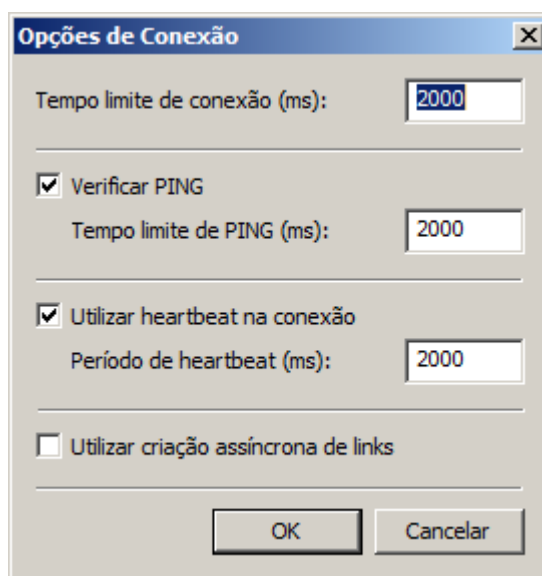 Opções de Conexão
Tempo limite de conexão (ms): 2000
Verificar PING
Tempo limite de PING (ms): 2000
Utilizar heartbeat na conexão
Período de heartbeat (ms): 2000
Utilizar criação assíncrona de links
OK Cancelar